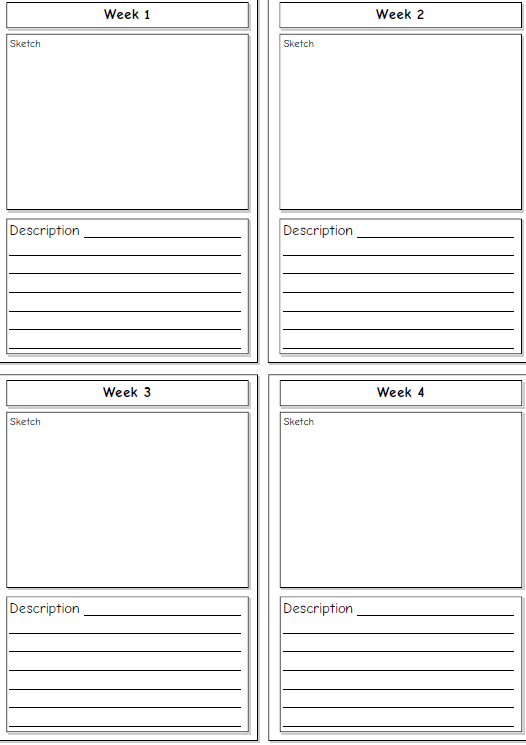 Week 1
Sketch
Description
Week 2
Sketch
Description
Week 3
Sketch
Description
Week 4
Sketch
Description